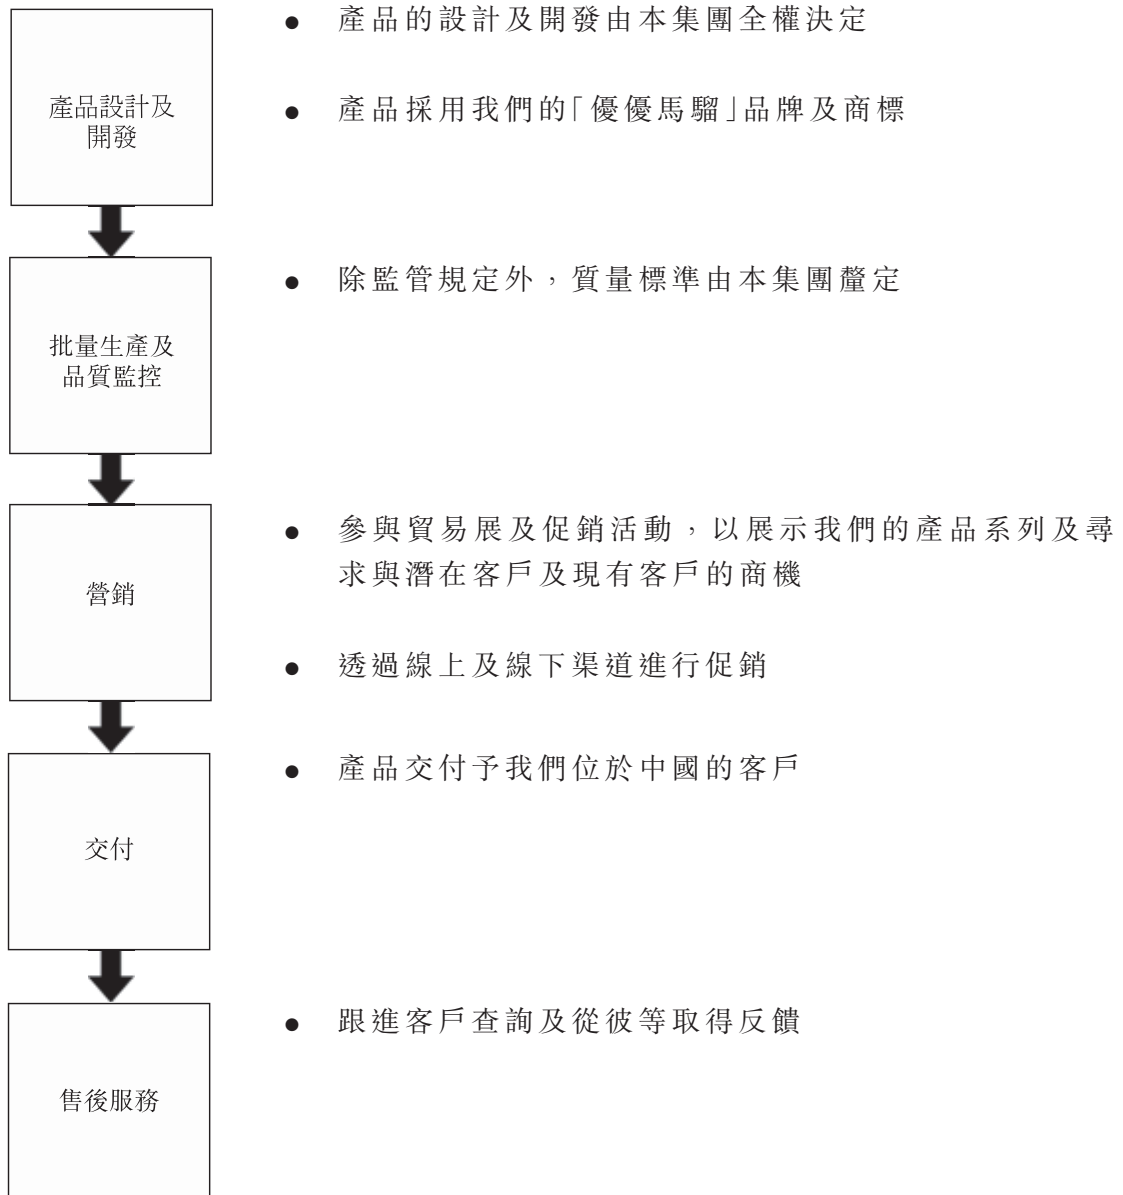 產品設計及
開發
● 產品的設計及開發由本集團全權決定
● 產品採用我們的「優優馬騮」品牌及商標
批量生產及
品質監控
● 除監管規定外，質量標準由本集團釐定
營銷
● 參與貿易展及促銷活動，以展示我們的產品系列及尋
求與潛在客戶及現有客戶的商機
● 透過線上及線下渠道進行促銷
交付
● 產品交付予我們位於中國的客戶
售後服務
● 跟進客戶查詢及從彼等取得反饋